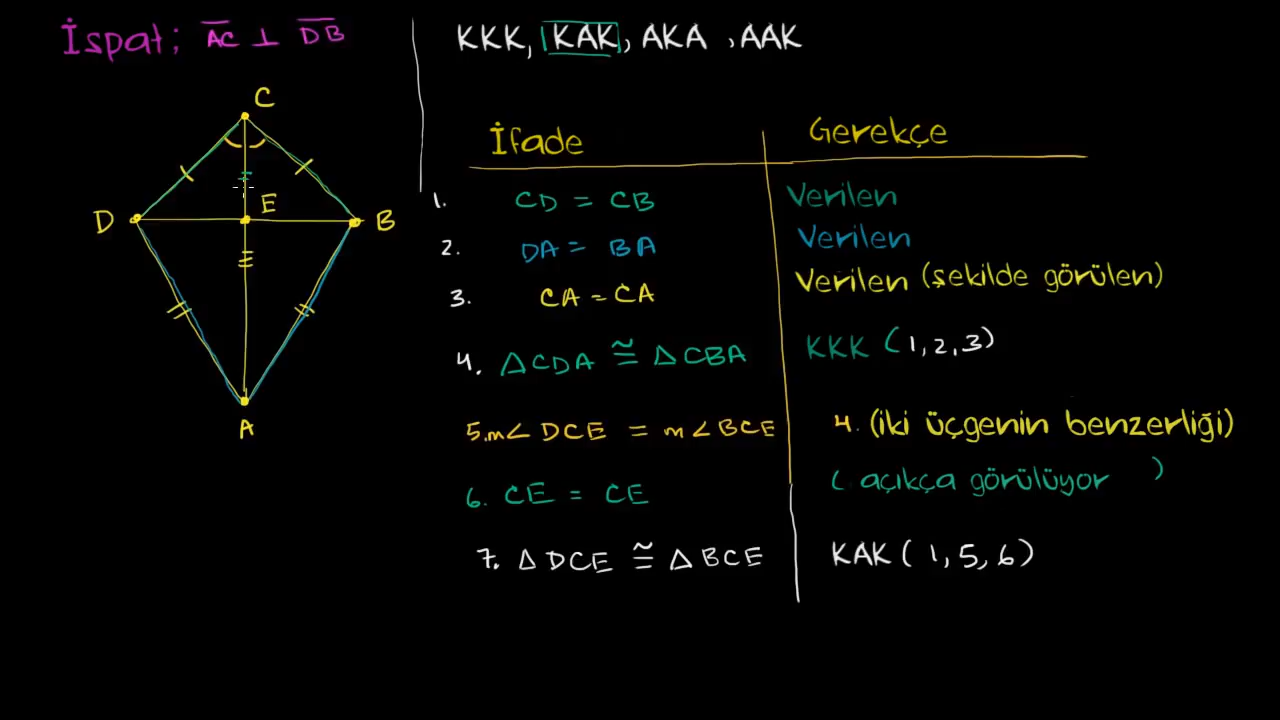 İspat; AC ⊥ DB
KKK, KAK, AKA, AAK
C
D
E
B
A
İfade Gerekçe
1. CD = CB Verilen
2. DA = BA Verilen
3. CA = CA Verilen (şekilde görülen)
4. △CDA ≅ △CBA KKK (1,2,3)
5. m∠DCE = m∠BCE 4. (iki üçgenin benzerliği)
6. CE = CE (açıkça görülüyor)
7. △DCE ≅ △BCE KAK (1,5,6)